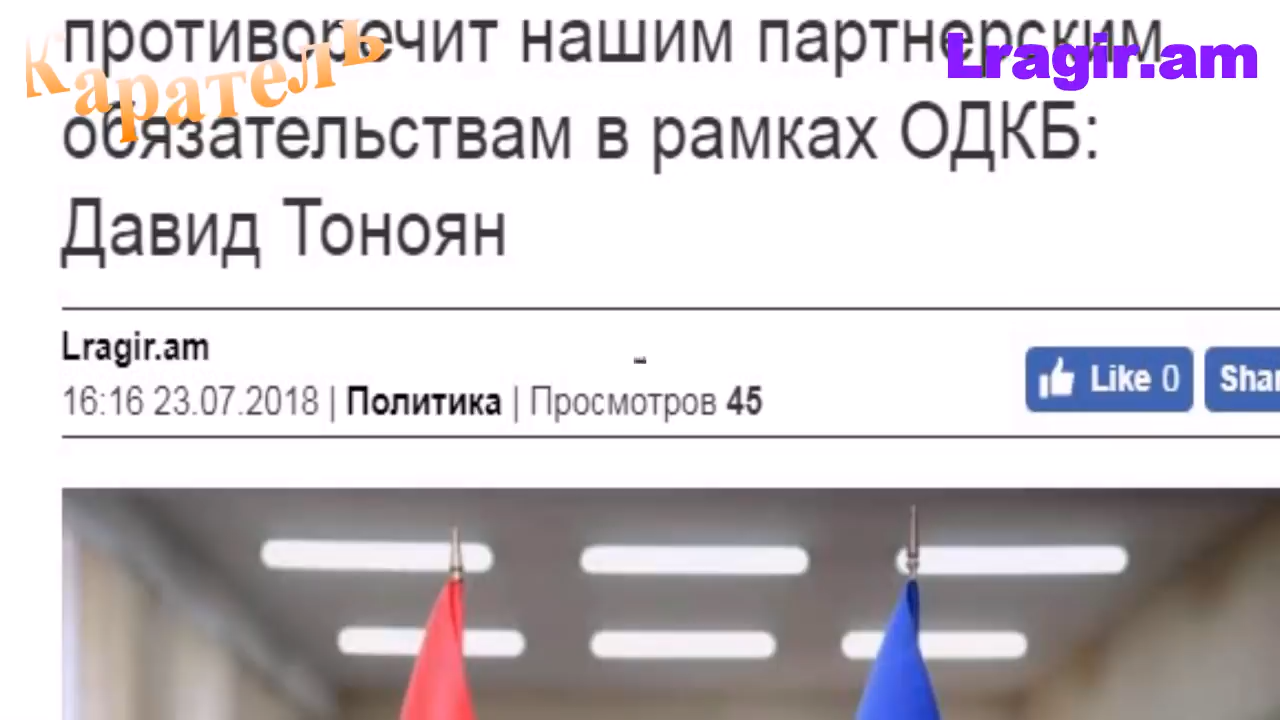 противоречит нашим партнерским
Каратель
Lragir.am
обязательствам в рамках ОДКБ:
Давид Тоноян
Lragir.am
16:16 23.07.2018 | Политика | Просмотров 45
Like 0
Shar